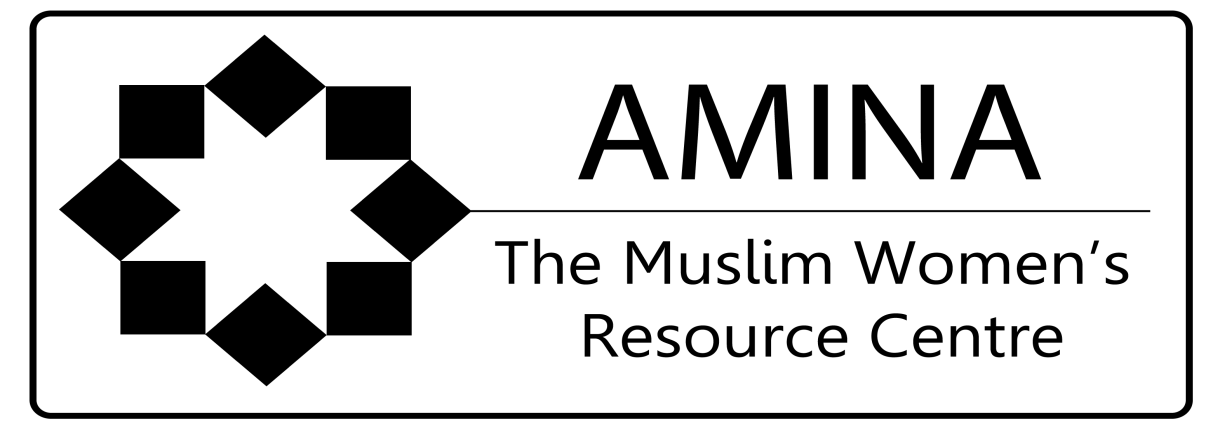 AMINA
The Muslim Women’s
Resource Centre